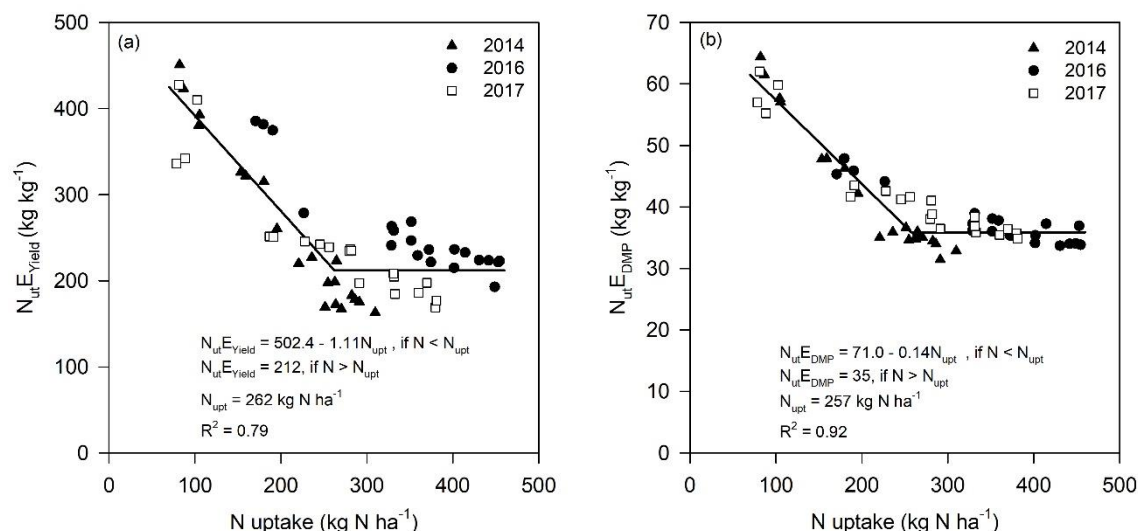 (a)
2014
2016
2017
500
400
300
200
100
0
NutEYield (kg kg-1)
NutEYield = 502.4 - 1.11Nupt , if N < Nupt
NutEYield = 212, if N > Nupt
Nupt = 262 kg N ha-1
R2 = 0.79
0 100 200 300 400 500
N uptake (kg N ha-1)
(b)
2014
2016
2017
70
60
50
40
30
20
10
0
NutEDMP (kg kg-1)
NutEDMP = 71.0 - 0.14Nupt , if N < Nupt
NutEDMP = 35, if N > Nupt
Nupt = 257 kg N ha-1
R2 = 0.92
0 100 200 300 400 500
N uptake (kg N ha-1)